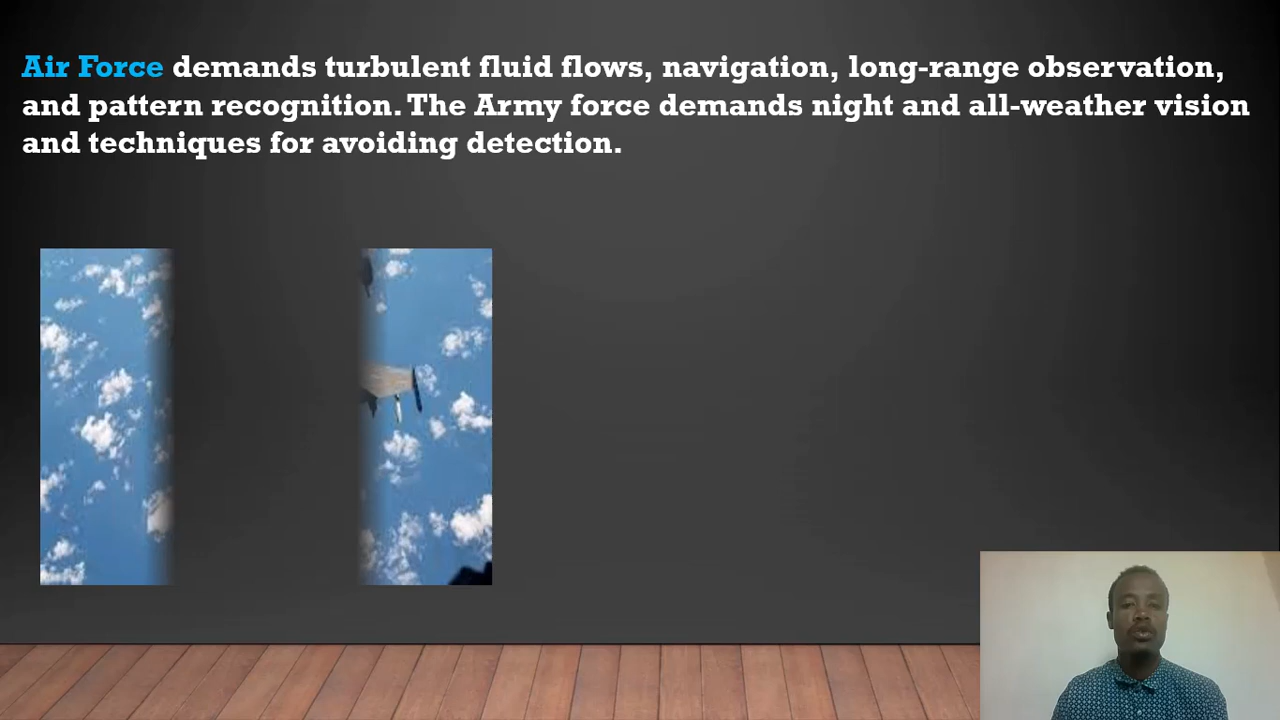 Air Force demands turbulent fluid flows, navigation, long-range observation,
and pattern recognition. The Army force demands night and all-weather vision
and techniques for avoiding detection.